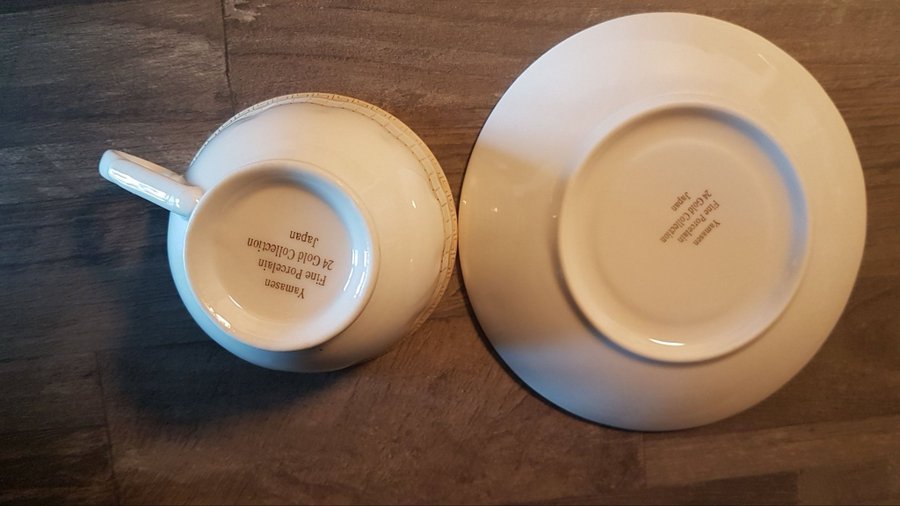 Yamasen
Fine Porcelain
24 Gold Collection
Japan
Yamasen
Fine Porcelain
24 Gold Collection
Japan